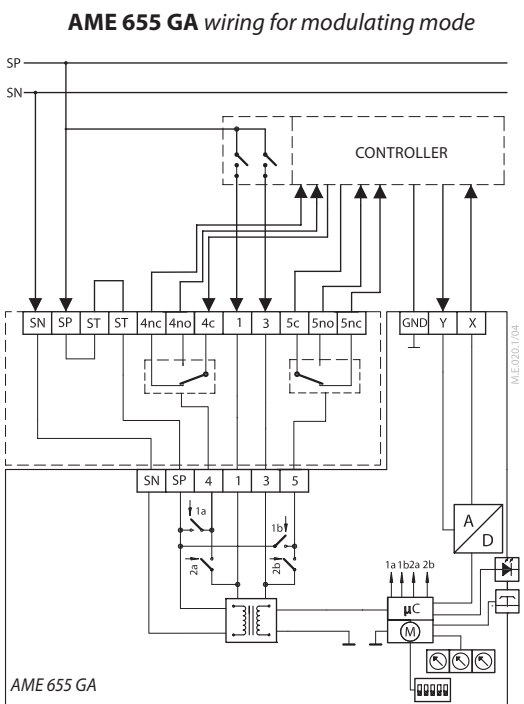 AME 655 GA wiring for modulating mode
SP
SN
CONTROLLER
SN SP ST ST 4nc 4no 4c 1 3 5c 5no 5nc GND Y X
M.E.020.1/04
SN SP 4 1 3 5
1a
1b
2a
2b
A
D
1a 1b 2a 2b
µC
M
AME 655 GA